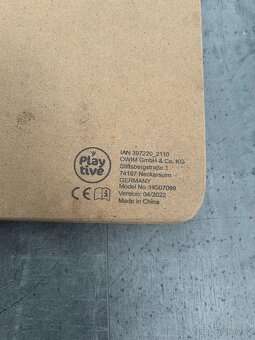 Play
tive
IAN 397220_2110
OWIM GmbH & Co. KG
Stiftsbergstraße 1
74167 Neckarsulm
GERMANY
Model No.:HG07099
Version: 04/2022
Made in China
CE